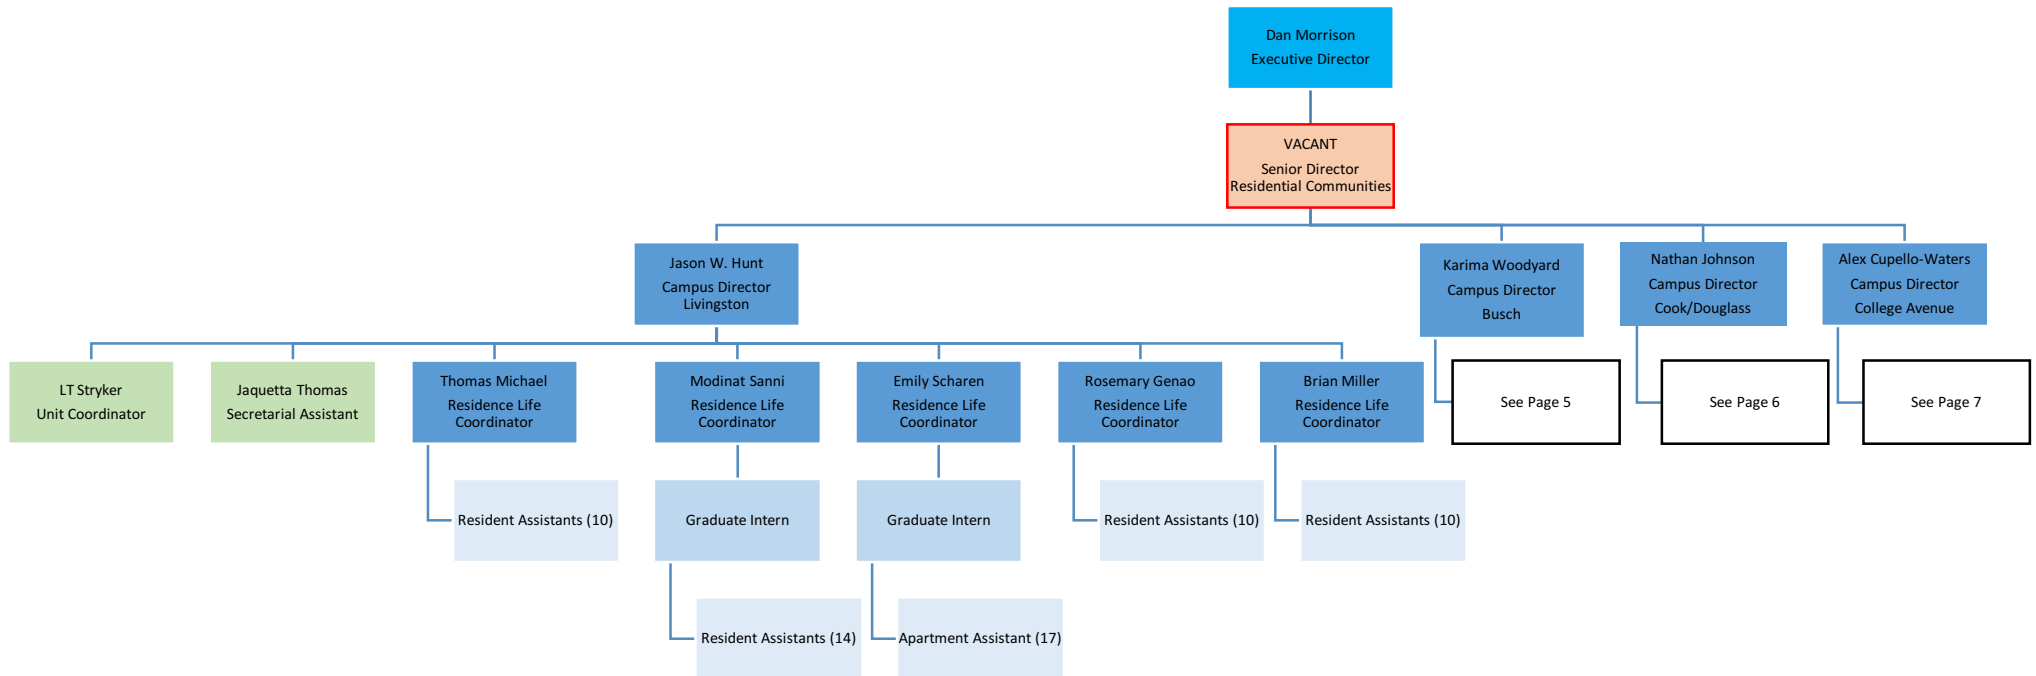 Dan Morrison
Executive Director
VACANT
Senior Director
Residential Communities
Jason W. Hunt
Campus Director
Livingston
Karima Woodyard
Campus Director
Busch
Nathan Johnson
Campus Director
Cook/Douglass
Alex Cupello-Waters
Campus Director
College Avenue
LT Stryker
Unit Coordinator
Jaquetta Thomas
Secretarial Assistant
Thomas Michael
Residence Life
Coordinator
Modinat Sanni
Residence Life
Coordinator
Emily Scharen
Residence Life
Coordinator
Rosemary Genao
Residence Life
Coordinator
Brian Miller
Residence Life
Coordinator
See Page 5
See Page 6
See Page 7
Resident Assistants (10)
Graduate Intern
Graduate Intern
Resident Assistants (10)
Resident Assistants (10)
Resident Assistants (14)
Apartment Assistant (17)